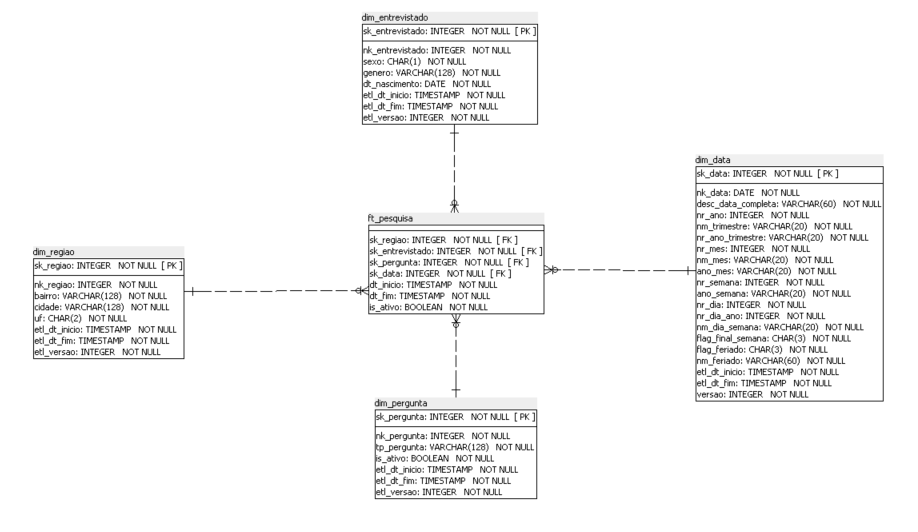 dim_entrevistado
sk_entrevistado: INTEGER NOT NULL [ PK ]
nk_entrevistado: INTEGER NOT NULL
sexo: CHAR(1) NOT NULL
genero: VARCHAR(128) NOT NULL
dt_nascimento: DATE NOT NULL
etl_dt_inicio: TIMESTAMP NOT NULL
etl_dt_fim: TIMESTAMP NOT NULL
etl_versao: INTEGER NOT NULL
dim_data
sk_data: INTEGER NOT NULL [ PK ]
nk_data: DATE NOT NULL
desc_data_completa: VARCHAR(60) NOT NULL
nr_ano: INTEGER NOT NULL
nm_trimestre: VARCHAR(20) NOT NULL
nr_ano_trimestre: VARCHAR(20) NOT NULL
nr_mes: INTEGER NOT NULL
nm_mes: VARCHAR(20) NOT NULL
ano_mes: VARCHAR(20) NOT NULL
nr_semana: INTEGER NOT NULL
ano_semana: VARCHAR(20) NOT NULL
nr_dia: INTEGER NOT NULL
nr_dia_ano: INTEGER NOT NULL
nm_dia_semana: VARCHAR(20) NOT NULL
flag_final_semana: CHAR(3) NOT NULL
flag_feriado: CHAR(3) NOT NULL
nm_feriado: VARCHAR(60) NOT NULL
etl_dt_inicio: TIMESTAMP NOT NULL
etl_dt_fim: TIMESTAMP NOT NULL
versao: INTEGER NOT NULL
ft_pesquisa
sk_regiao: INTEGER NOT NULL [ FK ]
sk_entrevistado: INTEGER NOT NULL [ FK ]
sk_pergunta: INTEGER NOT NULL [ FK ]
sk_data: INTEGER NOT NULL [ FK ]
dt_inicio: TIMESTAMP NOT NULL
dt_fim: TIMESTAMP NOT NULL
is_ativo: BOOLEAN NOT NULL
dim_regiao
sk_regiao: INTEGER NOT NULL [ PK ]
nk_regiao: INTEGER NOT NULL
bairro: VARCHAR(128) NOT NULL
cidade: VARCHAR(128) NOT NULL
uf: CHAR(2) NOT NULL
etl_dt_inicio: TIMESTAMP NOT NULL
etl_dt_fim: TIMESTAMP NOT NULL
etl_versao: INTEGER NOT NULL
dim_pergunta
sk_pergunta: INTEGER NOT NULL [ PK ]
nk_pergunta: INTEGER NOT NULL
tp_pergunta: VARCHAR(128) NOT NULL
is_ativo: BOOLEAN NOT NULL
etl_dt_inicio: TIMESTAMP NOT NULL
etl_dt_fim: TIMESTAMP NOT NULL
etl_versao: INTEGER NOT NULL